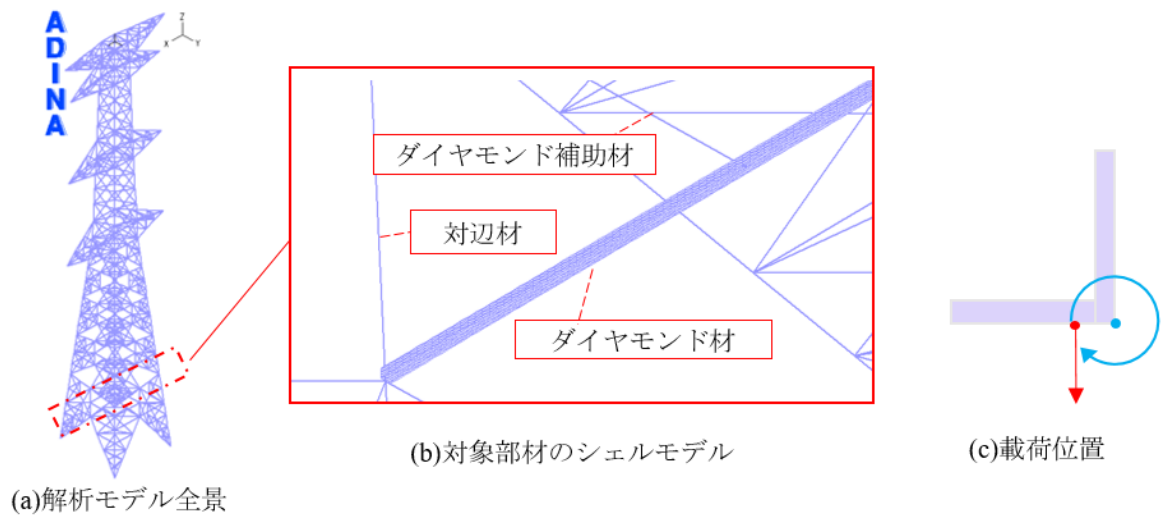 ADINA
Z
X
Y
ダイヤモンド補助材
対辺材
ダイヤモンド材
(a)解析モデル全景
(b)対象部材のシェルモデル
(c)載荷位置